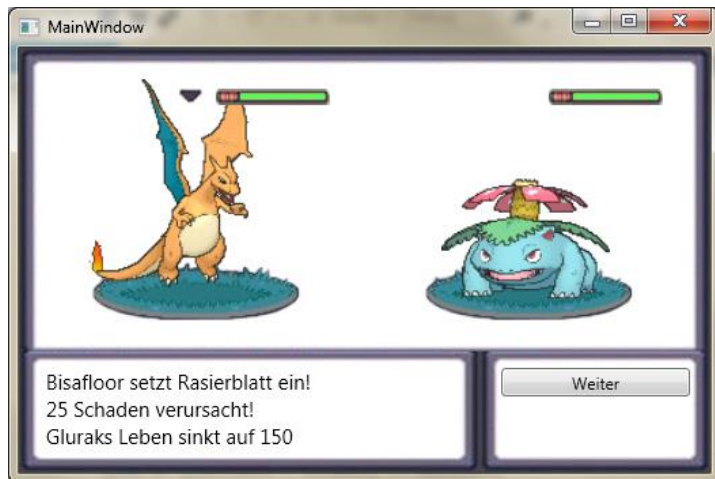 MainWindow
Bisafloor setzt Rasierblatt ein!
25 Schaden verursacht!
Gluraks Leben sinkt auf 150
Weiter